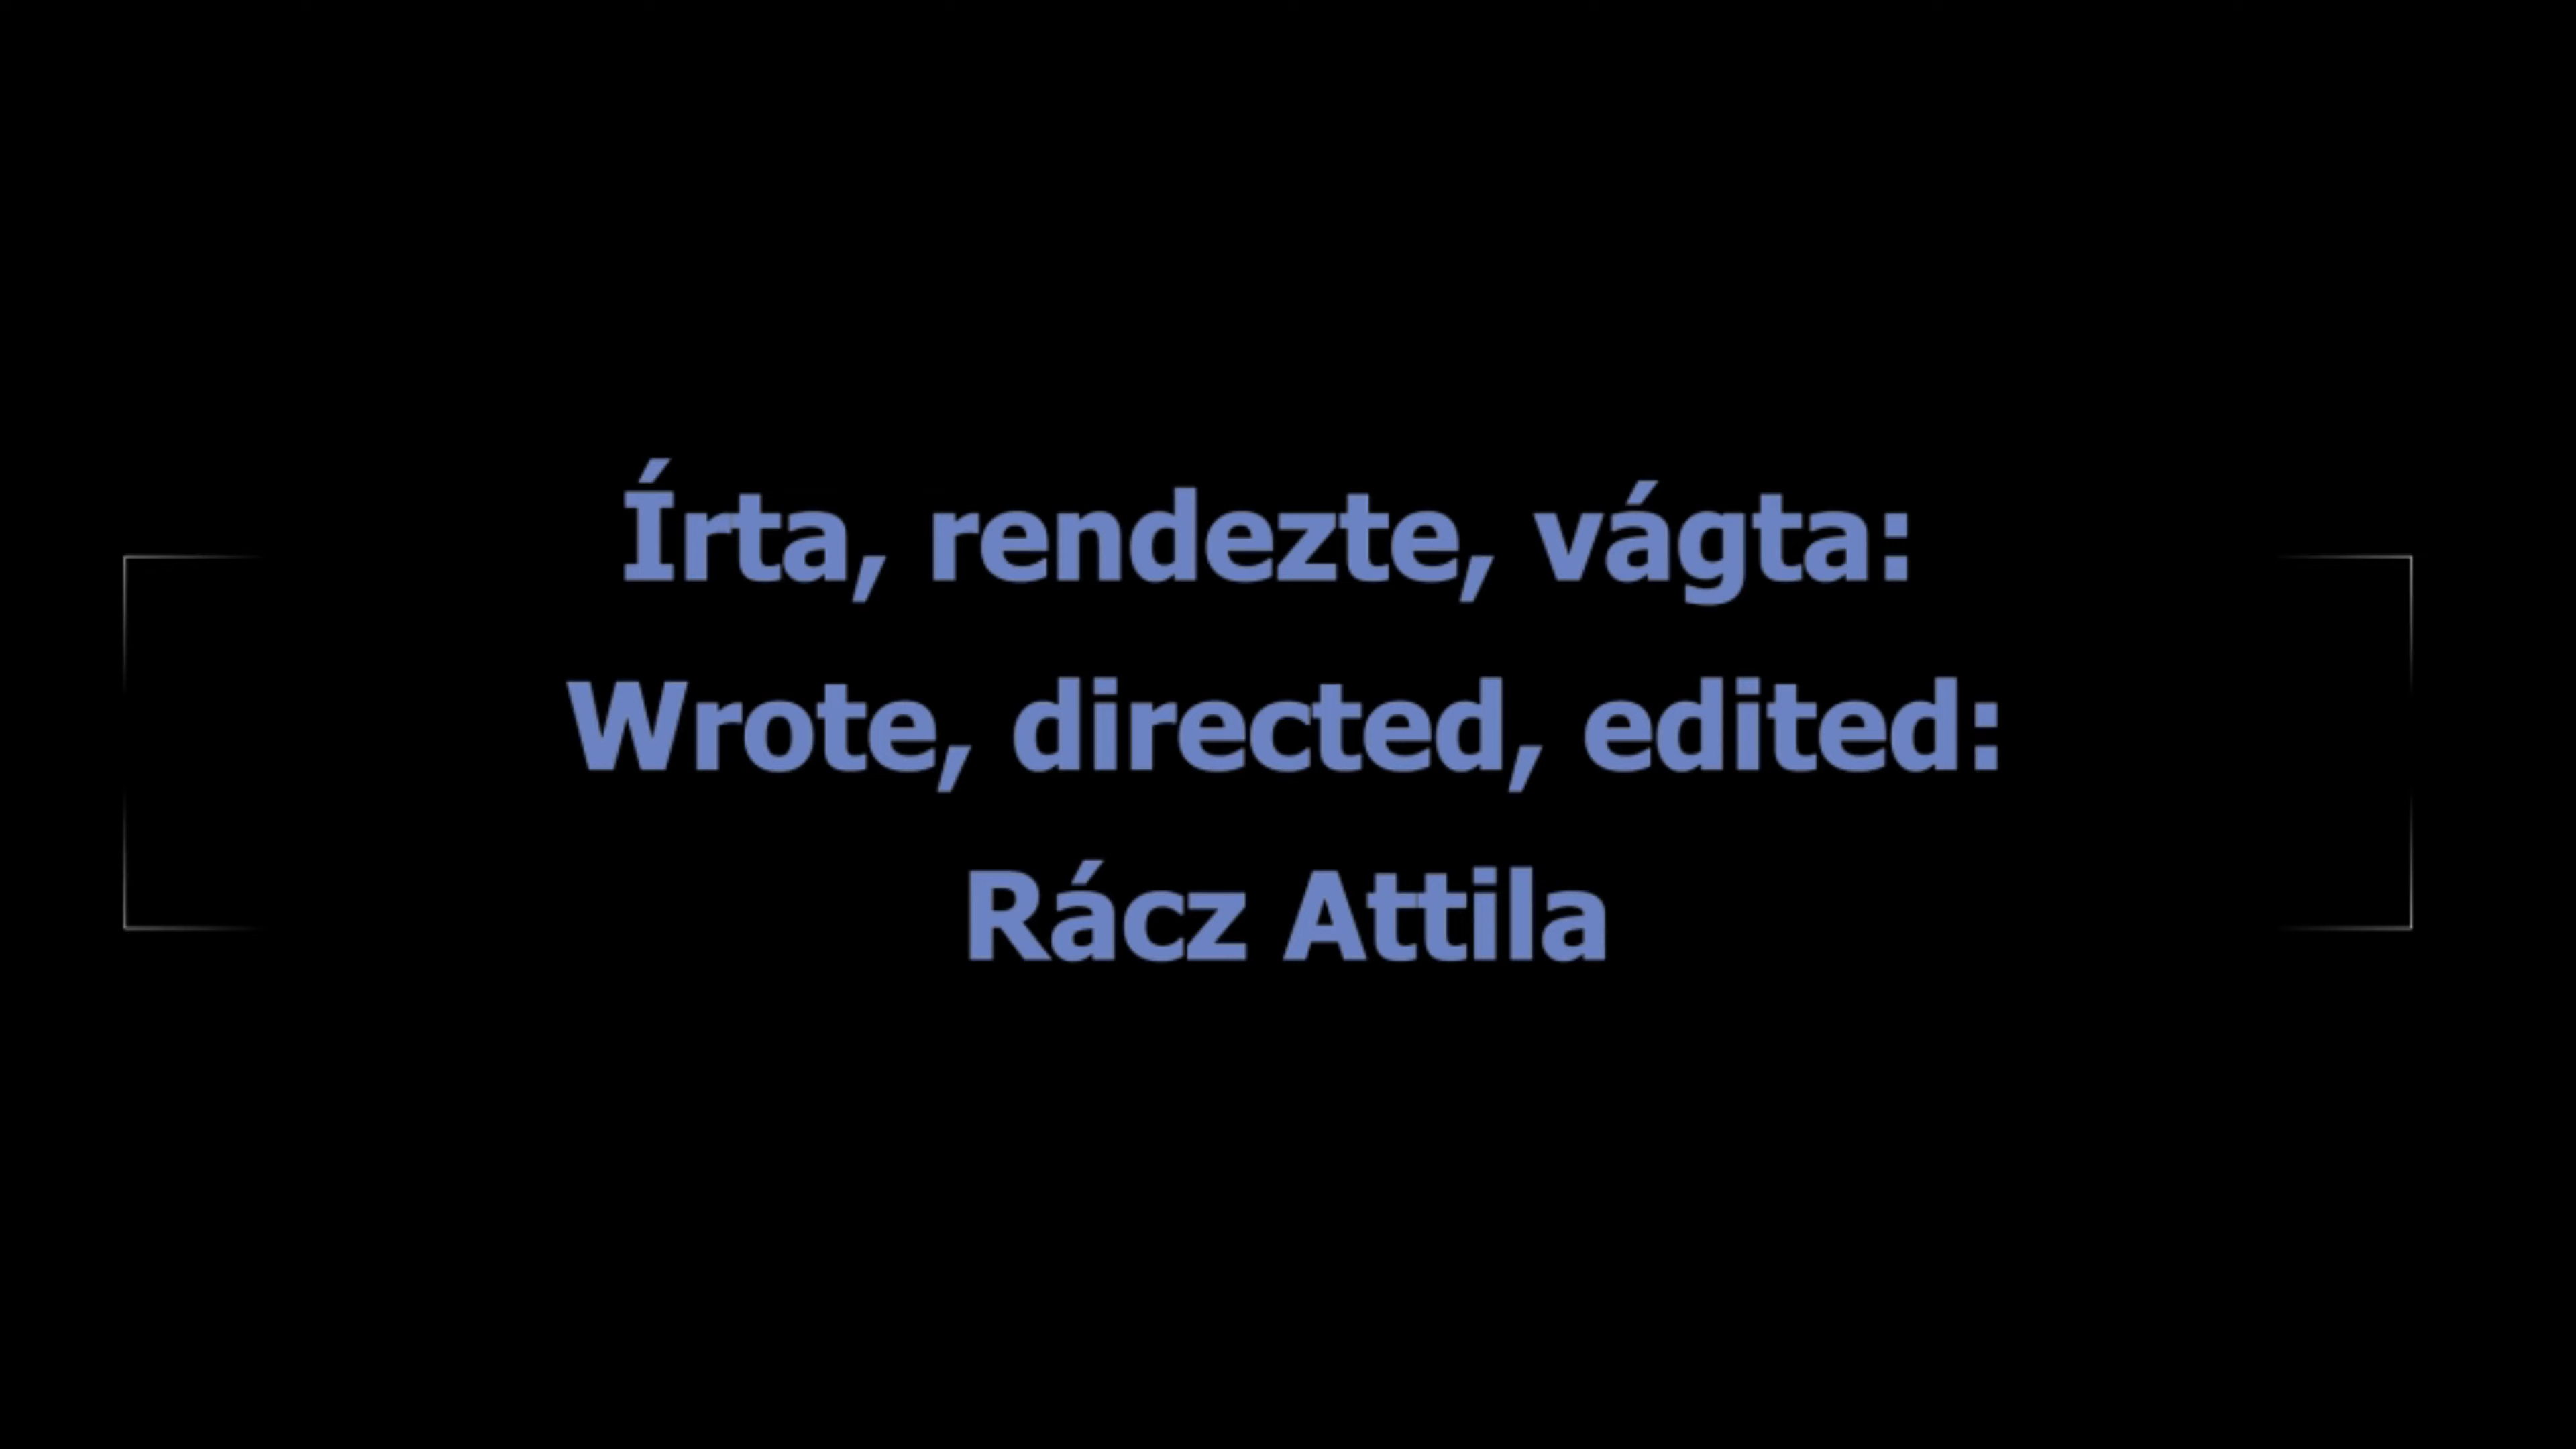 Írta, rendezte, vágta:
Wrote, directed, edited:
Rácz Attila